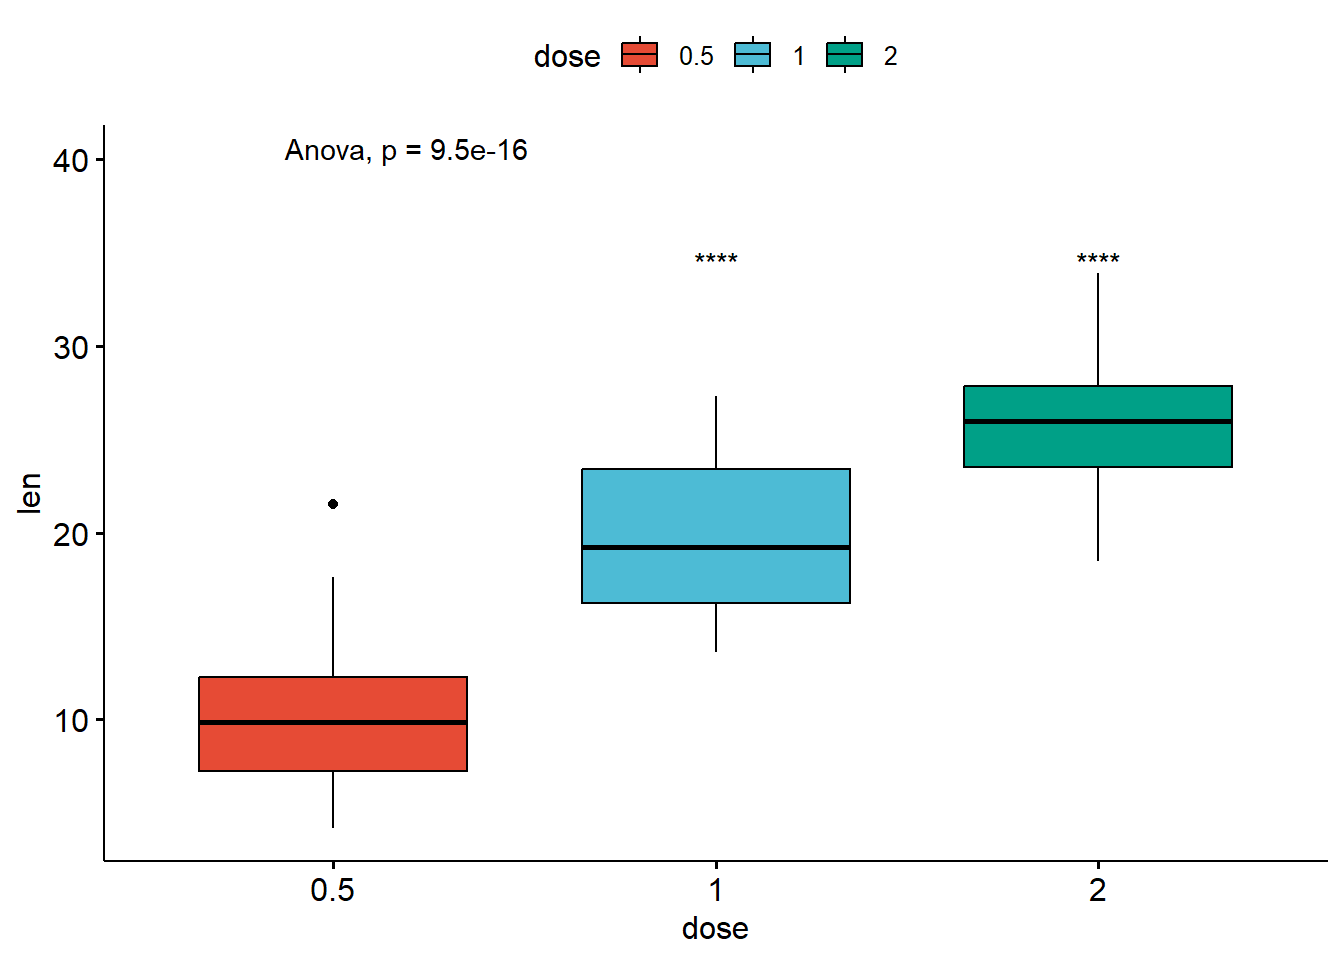 dose 0.5 1 2
Anova, p = 9.5e-16
40
**** ****
30
len
20
10
0.5 1 2
dose